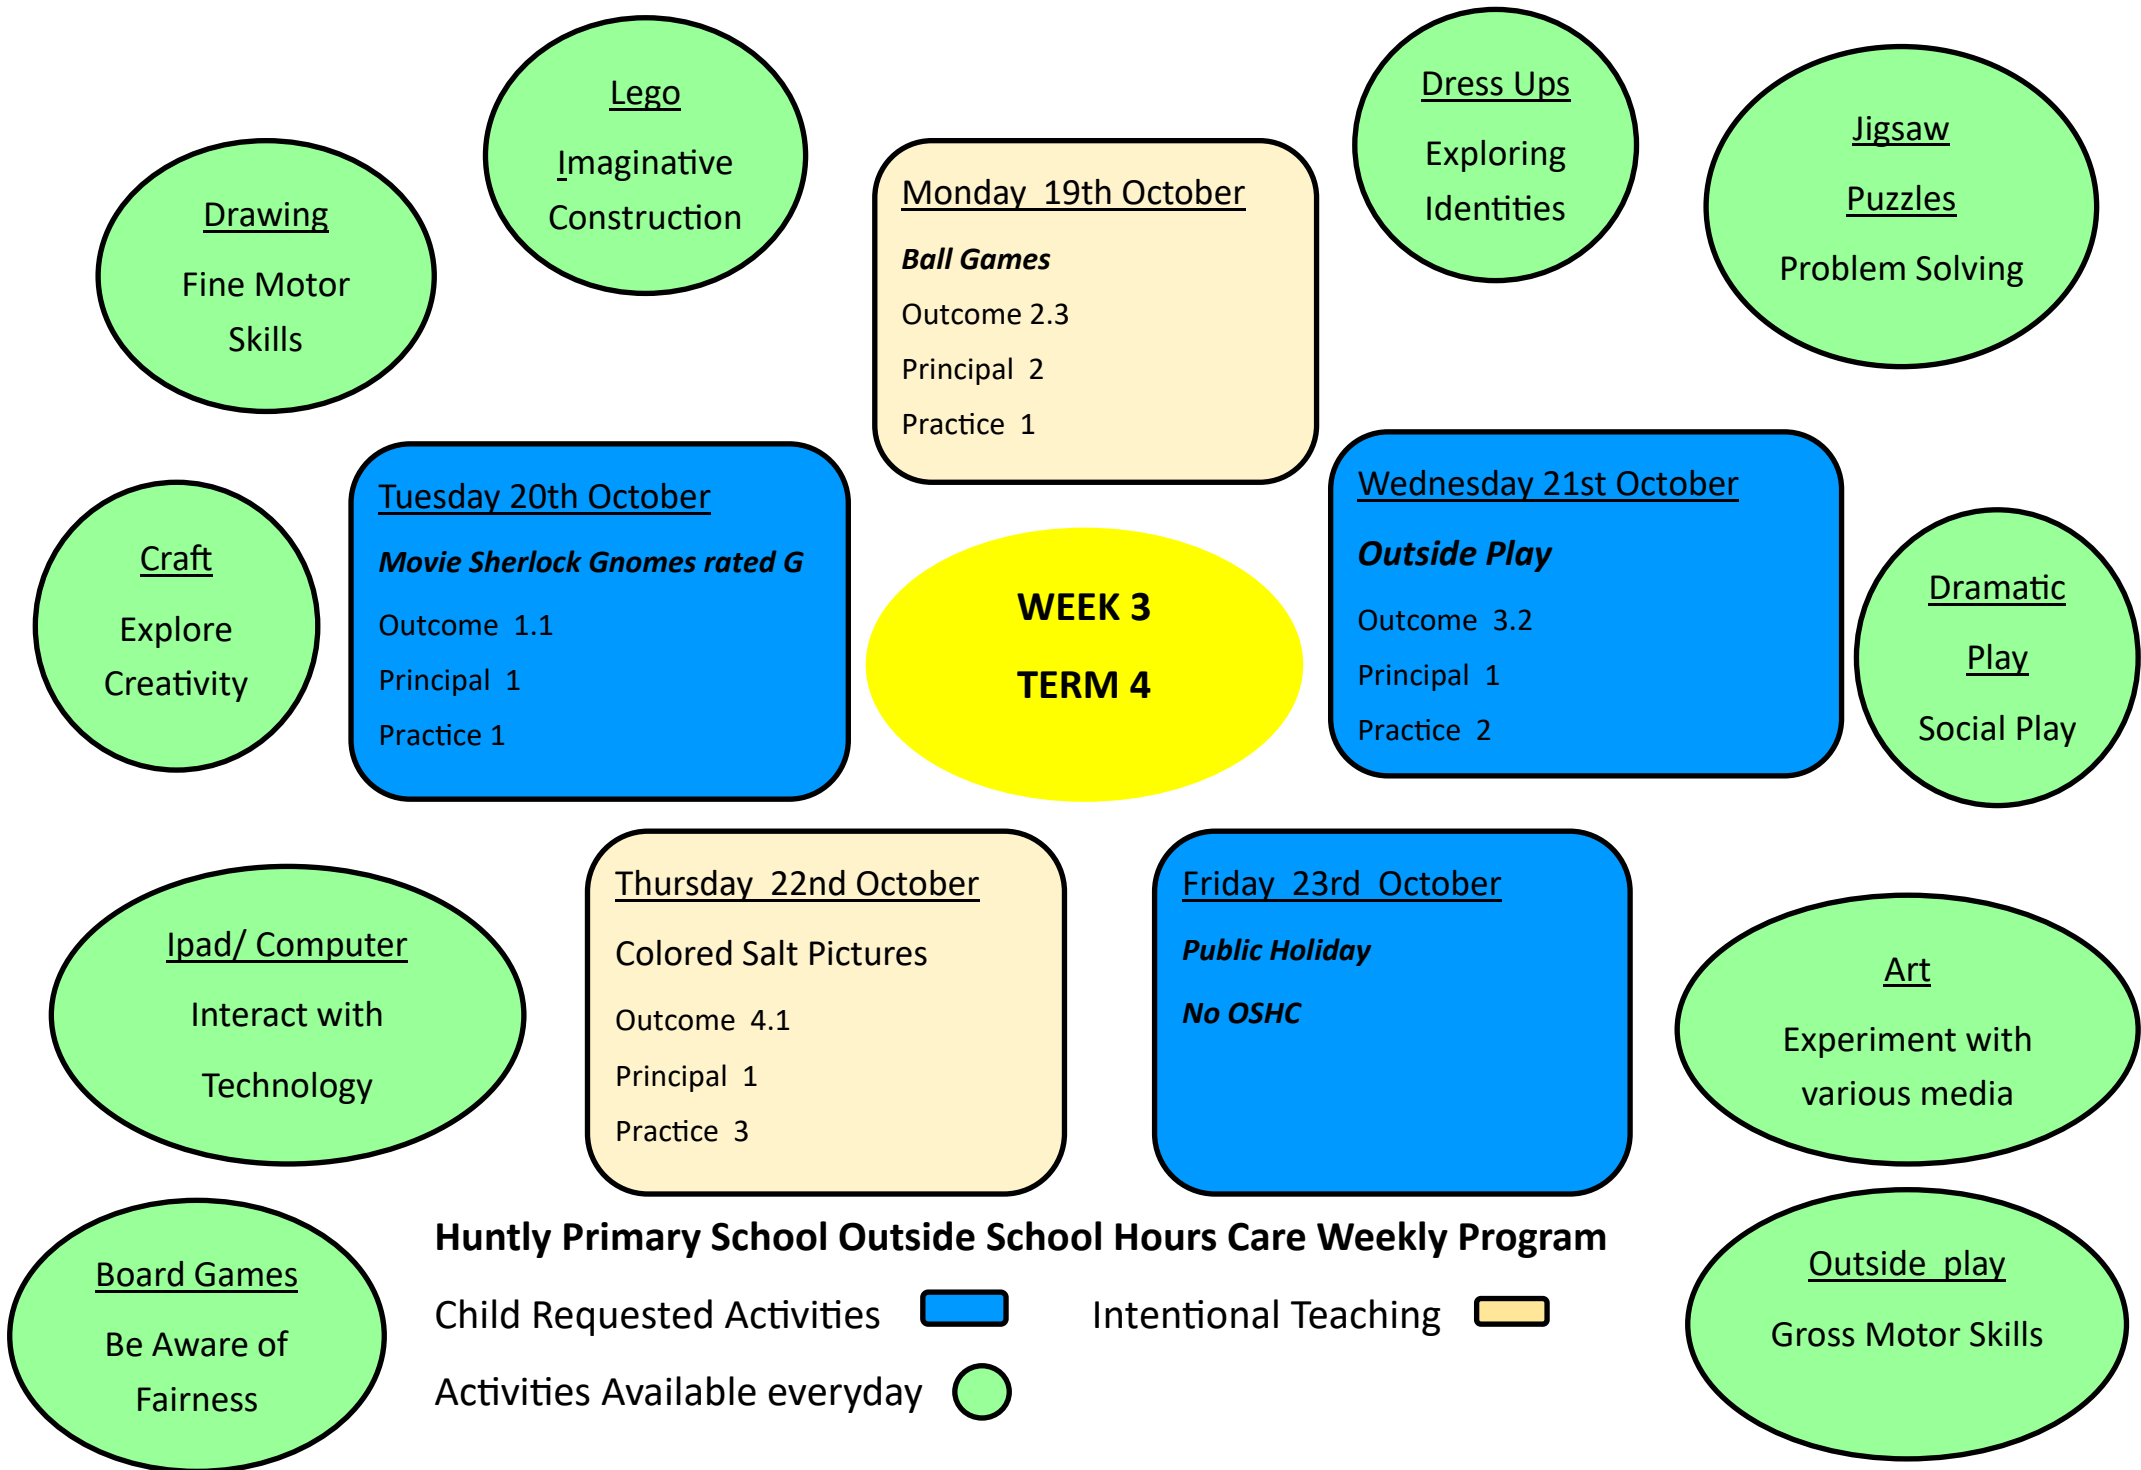 Lego
Imaginative
Construction
Dress Ups
Exploring
Identities
Jigsaw
Puzzles
Problem Solving
Drawing
Fine Motor
Skills
Monday 19th October
Ball Games
Outcome 2.3
Principal 2
Practice 1
Craft
Explore
Creativity
Tuesday 20th October
Movie Sherlock Gnomes rated G
Outcome 1.1
Principal 1
Practice 1
WEEK 3
TERM 4
Wednesday 21st October
Outside Play
Outcome 3.2
Principal 1
Practice 2
Dramatic
Play
Social Play
Ipad/ Computer
Interact with
Technology
Thursday 22nd October
Colored Salt Pictures
Outcome 4.1
Principal 1
Practice 3
Friday 23rd October
Public Holiday
No OSHC
Art
Experiment with
various media
Board Games
Be Aware of
Fairness
Huntly Primary School Outside School Hours Care Weekly Program
Child Requested Activities
Intentional Teaching
Activities Available everyday
Outside play
Gross Motor Skills